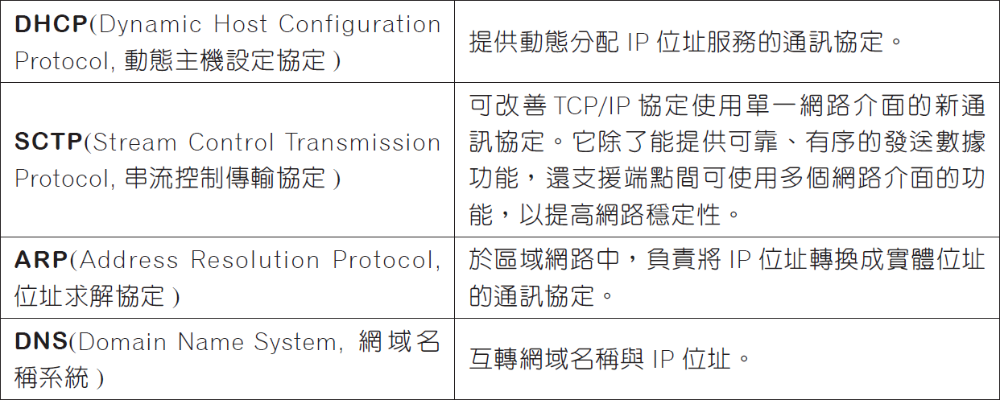 DHCP(Dynamic Host Configuration
Protocol, 動態主機設定協定)
提供動態分配 IP 位址服務的通訊協定。
SCTP(Stream Control Transmission
Protocol, 串流控制傳輸協定)
可改善 TCP/IP 協定使用單一網路介面的新通
訊協定。它除了能提供可靠、有序的發送數據
功能，還支援端點間可使用多個網路介面的功
能，以提高網路穩定性。
ARP(Address Resolution Protocol,
位址求解協定)
於區域網路中，負責將 IP 位址轉換成實體位址
的通訊協定。
DNS(Domain Name System, 網域名
稱系統)
互轉網域名稱與 IP 位址。